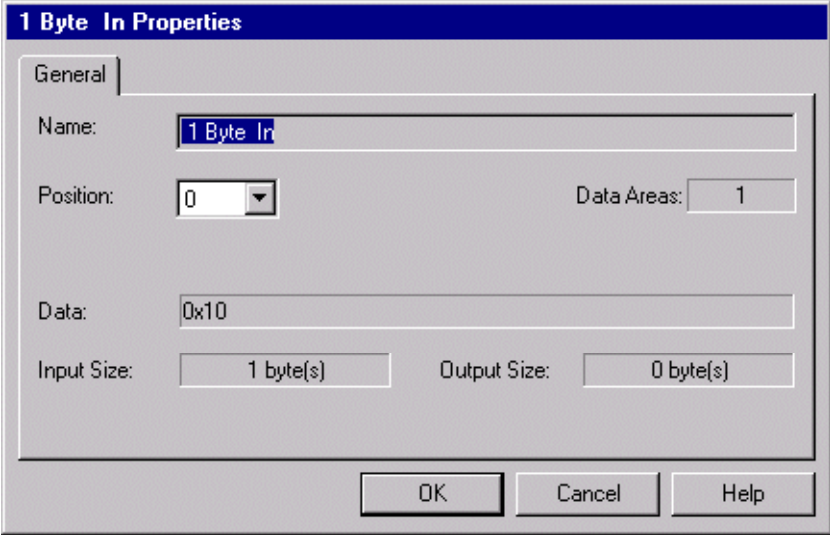 1 Byte  In Properties
General
Name: 1 Byte  In
Position: 0 Data Areas: 1
Data: 0x10
Input Size: 1 byte(s) Output Size: 0 byte(s)
OK Cancel Help